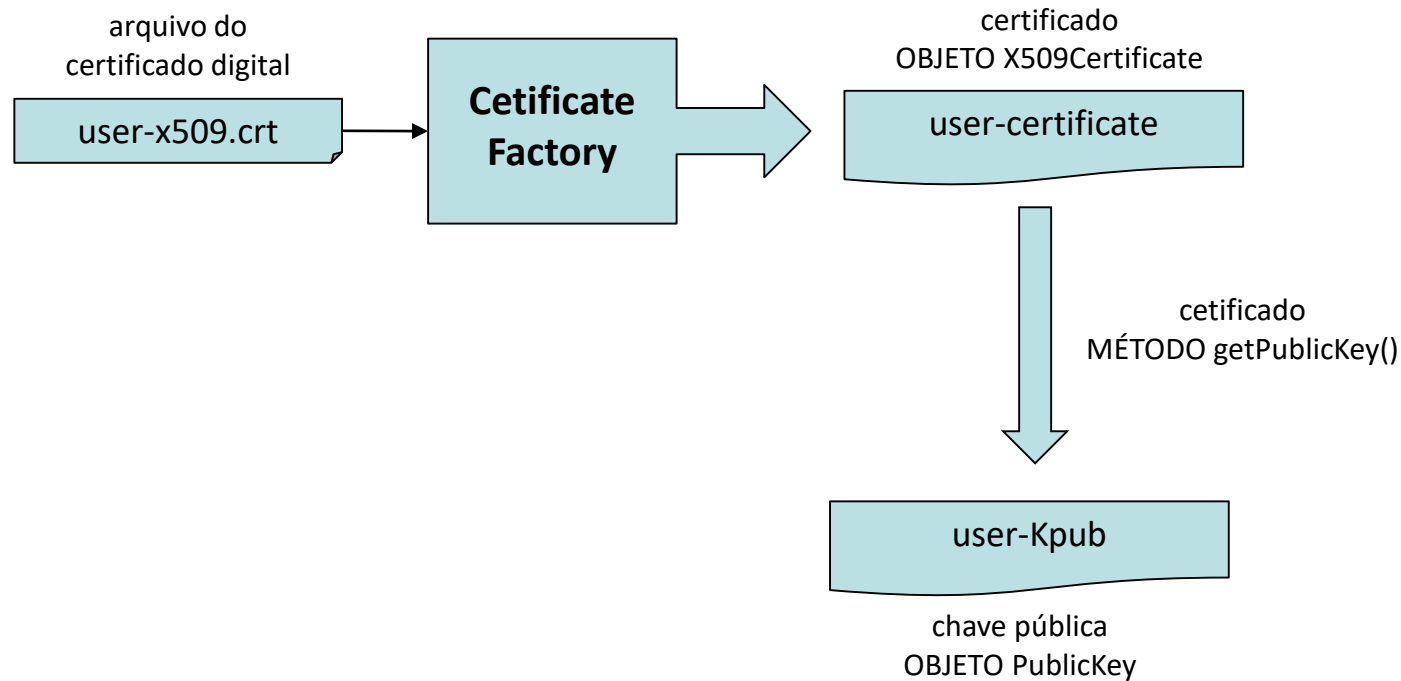 arquivo do
certificado digital
user-x509.crt
Cetificate
Factory
certificado
OBJETO X509Certificate
user-certificate
cetificado
MÉTODO getPublicKey()
user-Kpub
chave pública
OBJETO PublicKey